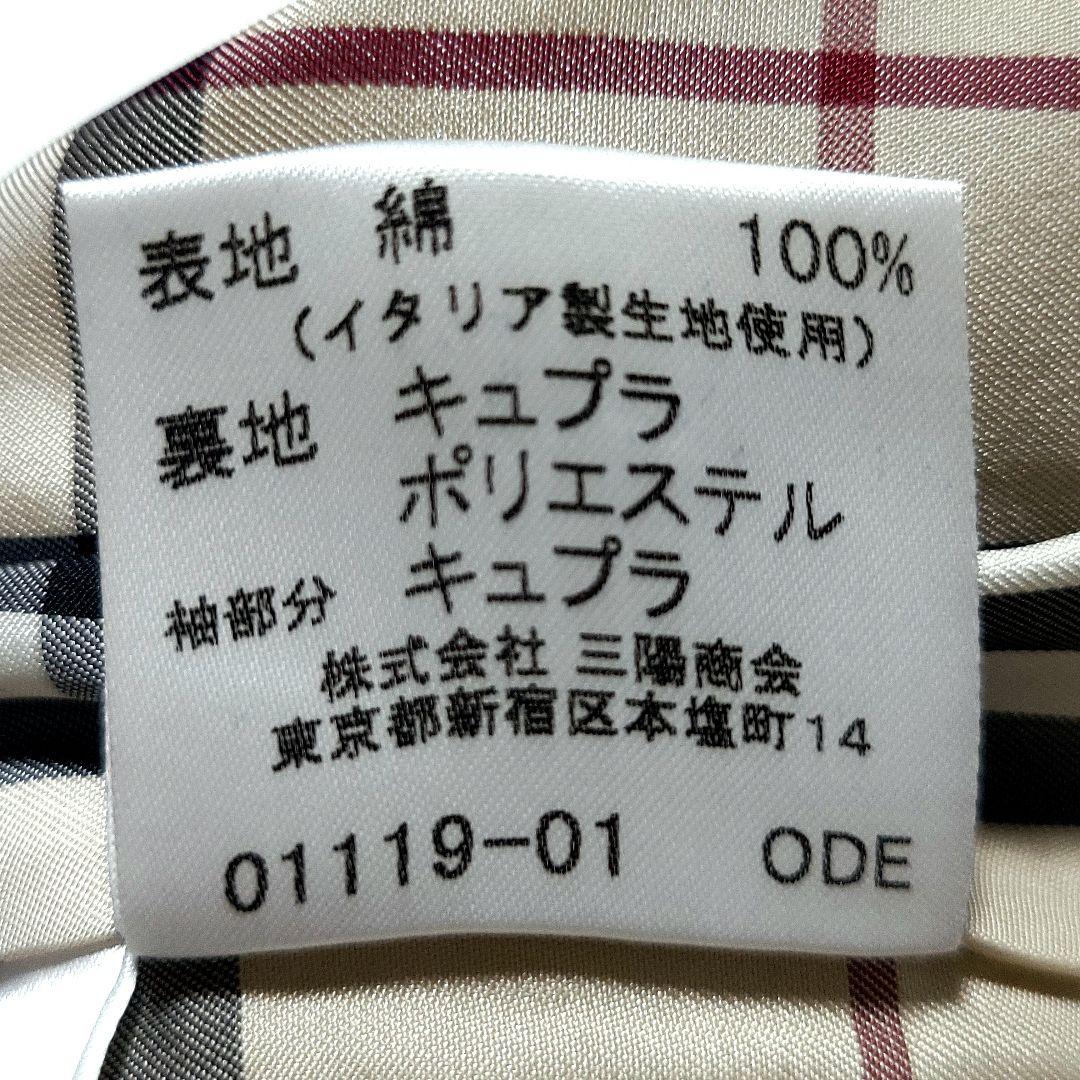 表地 綿 100%
(イタリア製生地使用)
裏地 キュプラ
ポリエステル
袖部分 キュプラ
株式会社 三陽商会
東京都新宿区本塩町14
01119-01 ODE